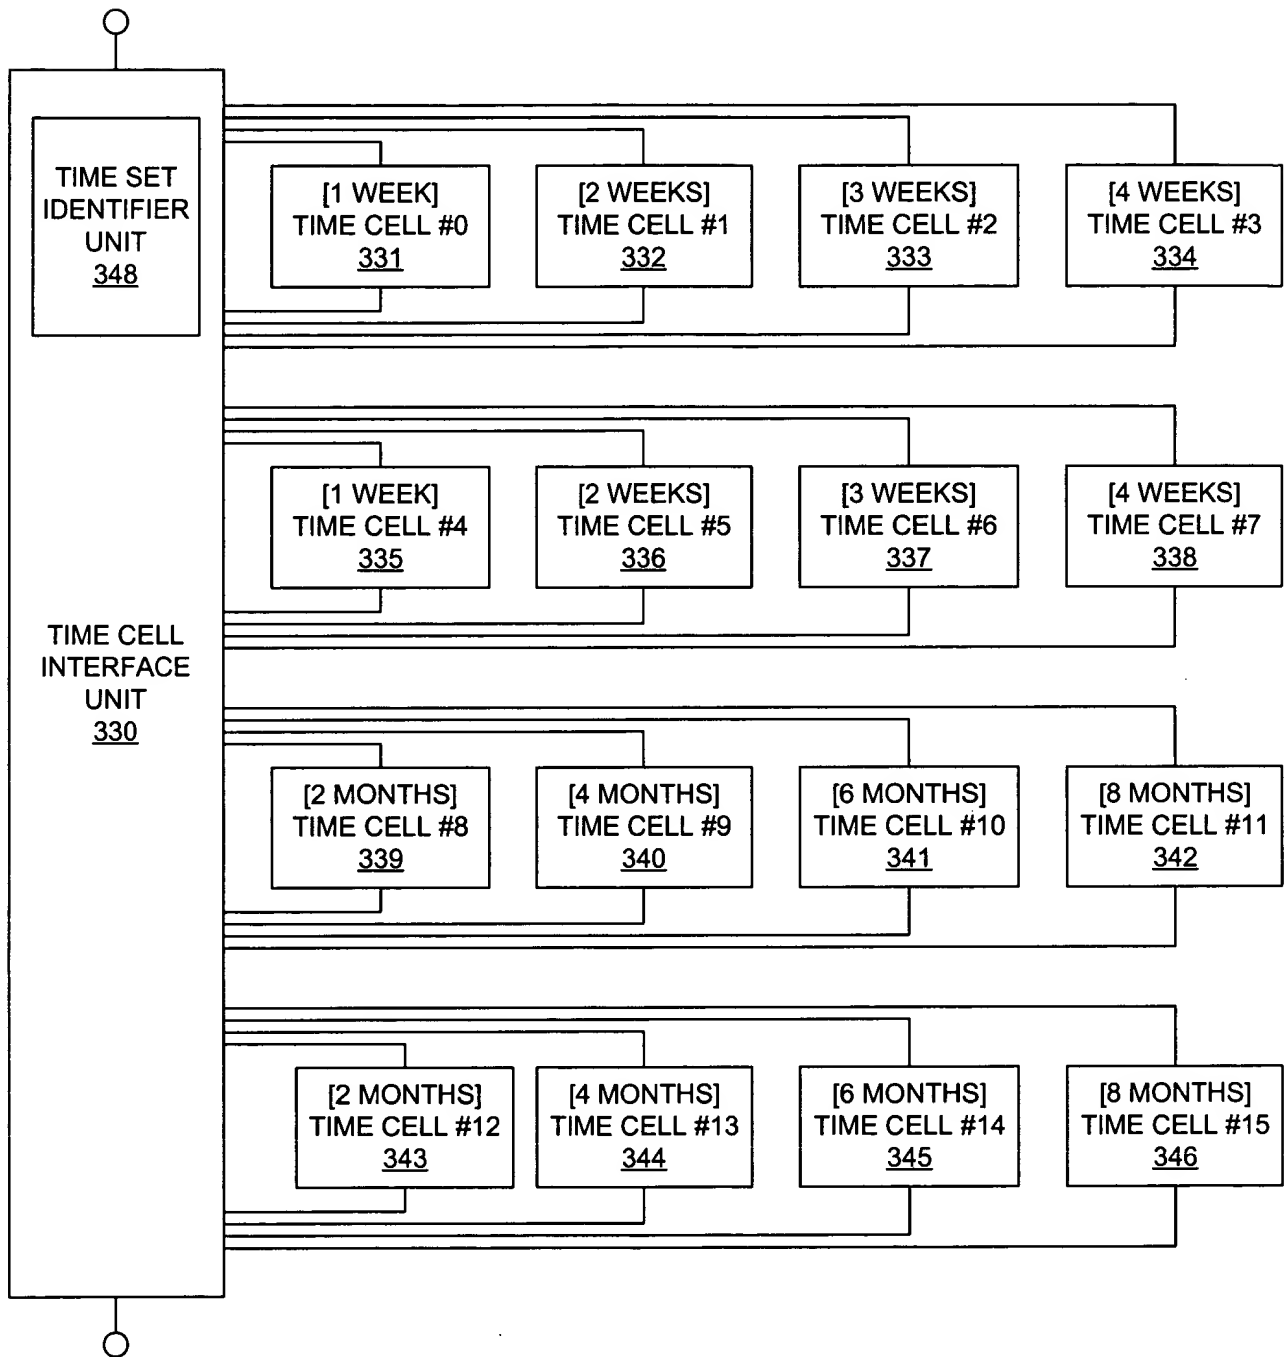 TIME SET
IDENTIFIER
UNIT
348
[1 WEEK]
TIME CELL #0
331
[2 WEEKS]
TIME CELL #1
332
[3 WEEKS]
TIME CELL #2
333
[4 WEEKS]
TIME CELL #3
334
[1 WEEK]
TIME CELL #4
335
[2 WEEKS]
TIME CELL #5
336
[3 WEEKS]
TIME CELL #6
337
[4 WEEKS]
TIME CELL #7
338
TIME CELL
INTERFACE
UNIT
330
[2 MONTHS]
TIME CELL #8
339
[4 MONTHS]
TIME CELL #9
340
[6 MONTHS]
TIME CELL #10
341
[8 MONTHS]
TIME CELL #11
342
[2 MONTHS]
TIME CELL #12
343
[4 MONTHS]
TIME CELL #13
344
[6 MONTHS]
TIME CELL #14
345
[8 MONTHS]
TIME CELL #15
346